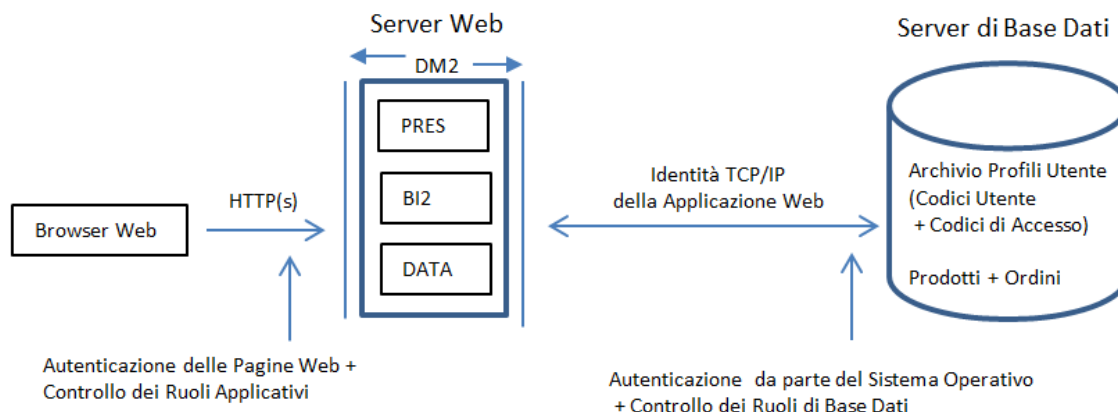 Server Web
DM2
PRES
BI2
DATA
Browser Web
HTTP(s)
Autenticazione delle Pagine Web +
Controllo dei Ruoli Applicativi
Identità TCP/IP
della Applicazione Web
Autenticazione da parte del Sistema Operativo
+ Controllo dei Ruoli di Base Dati
Server di Base Dati
Archivio Profili Utente
(Codici Utente
+ Codici di Accesso)
Prodotti + Ordini